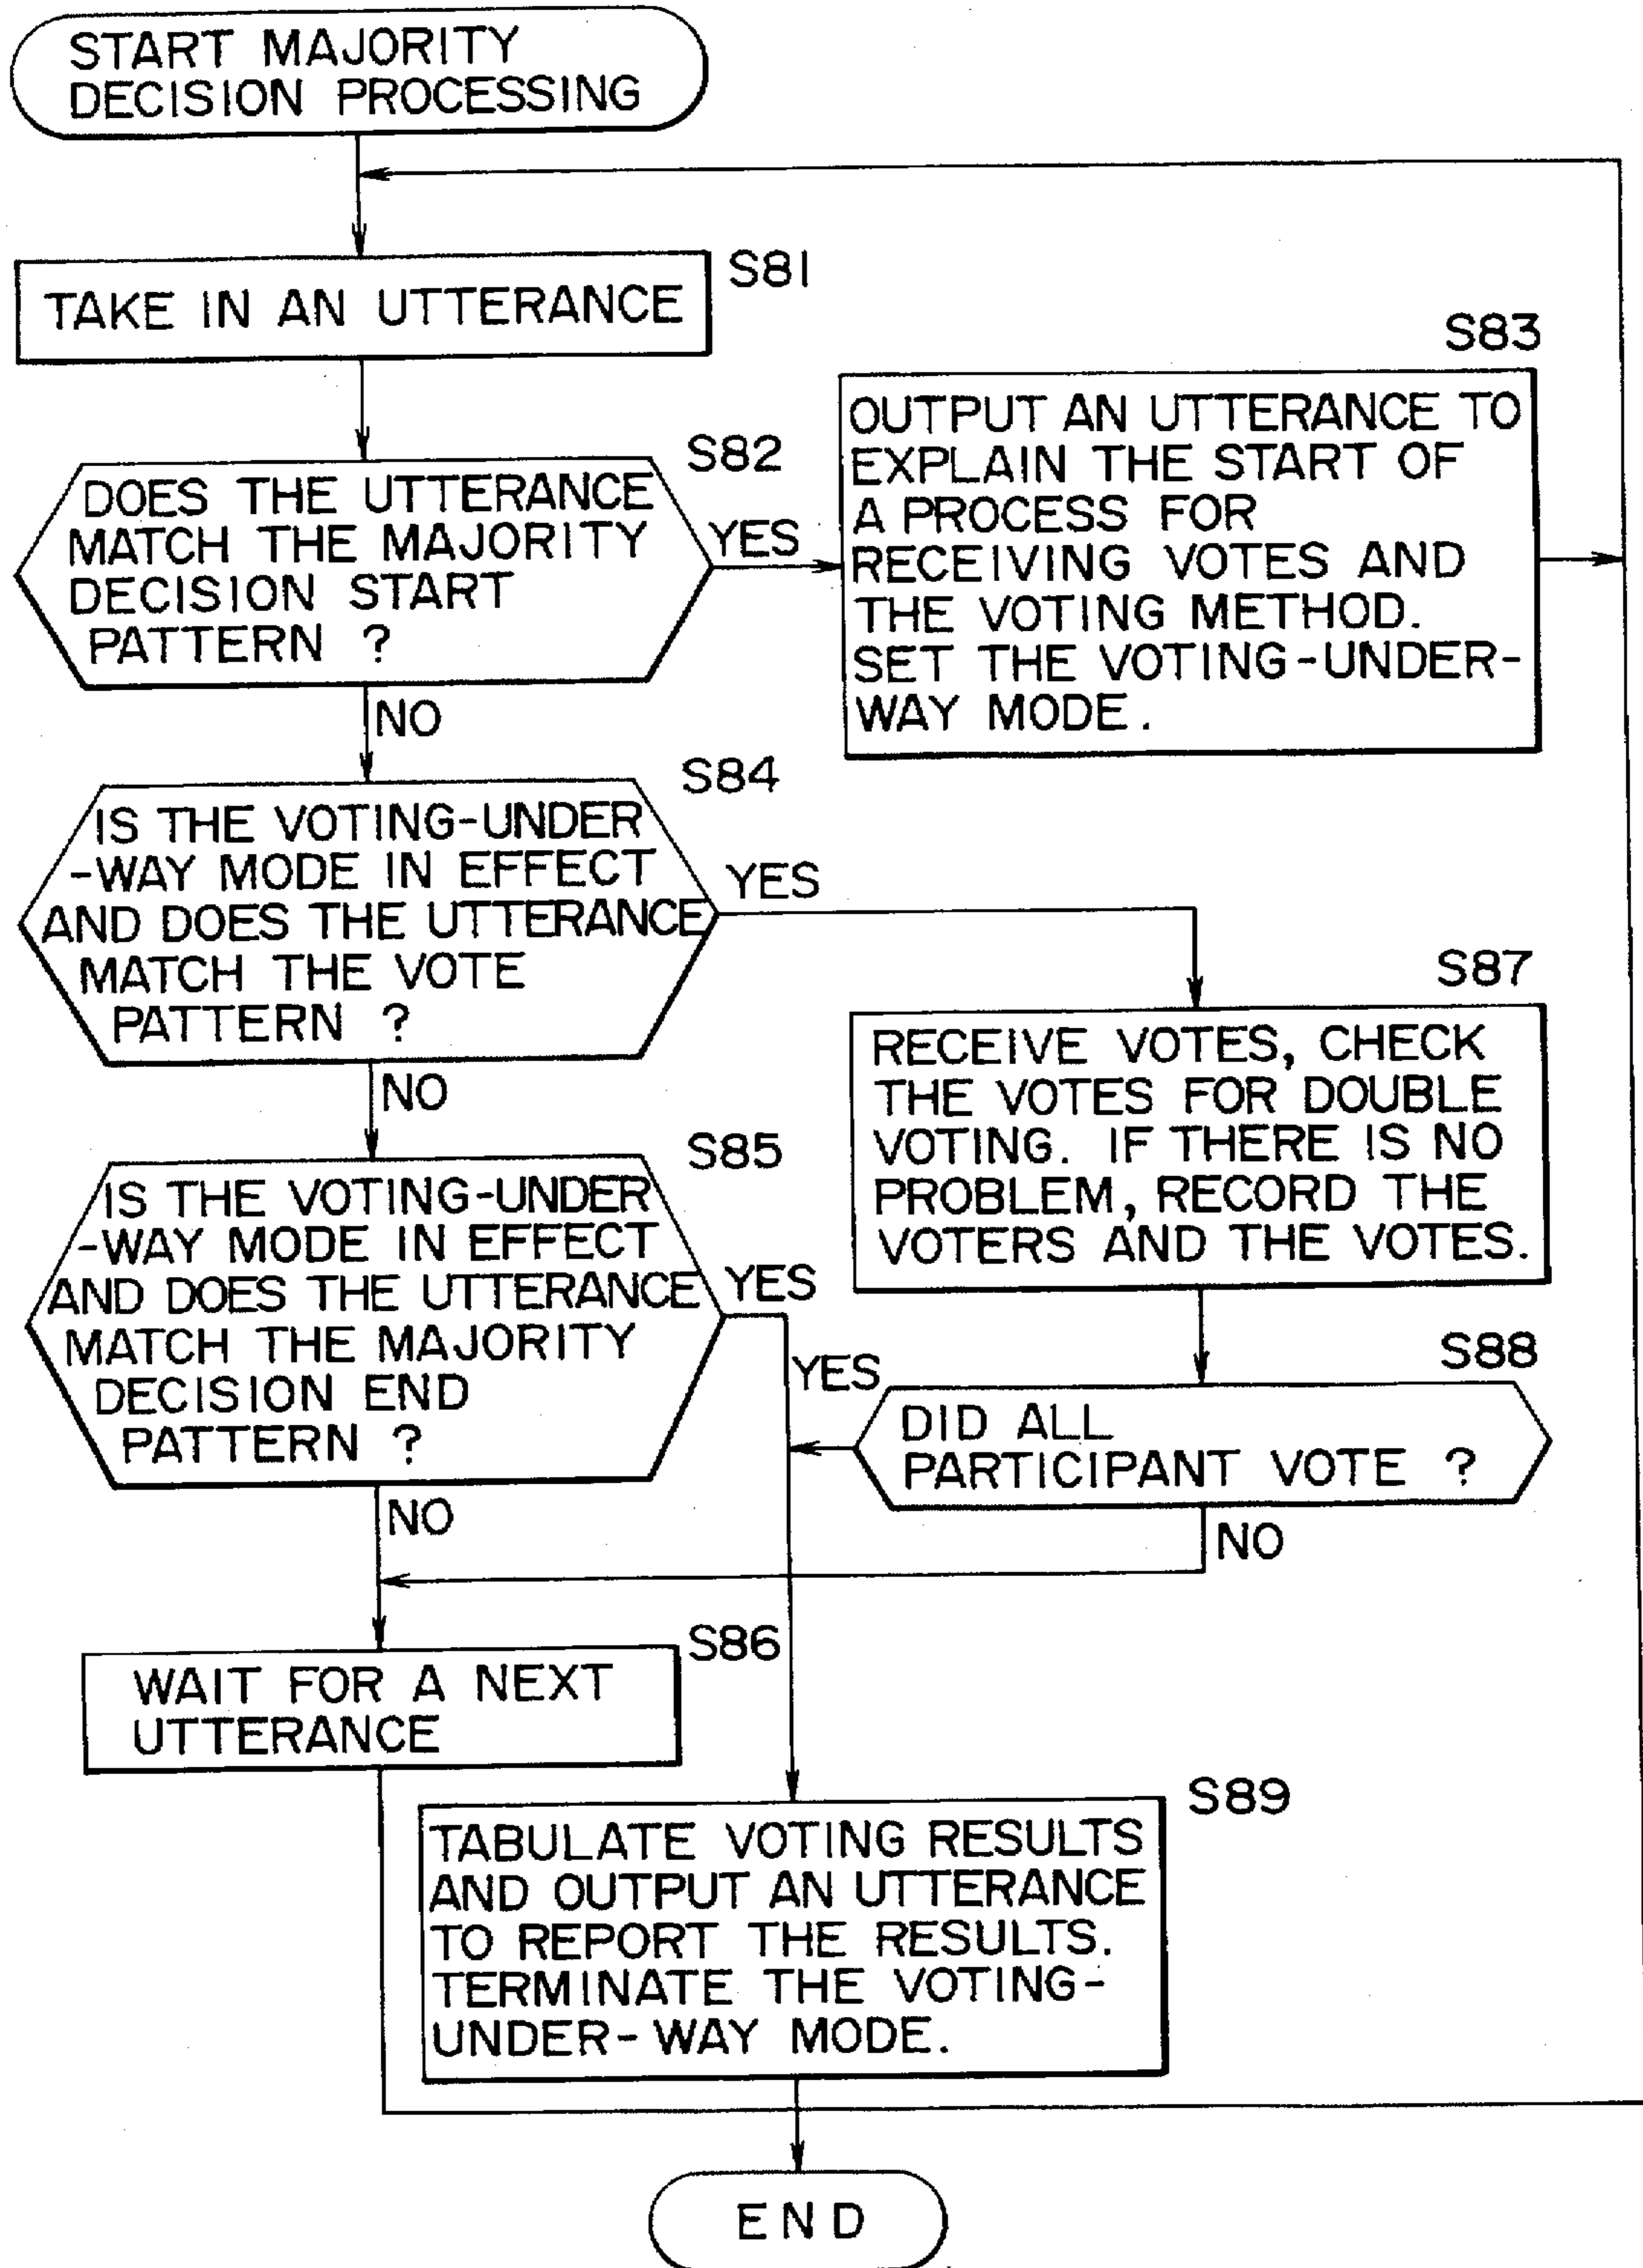 START MAJORITY
DECISION PROCESSING
S81
TAKE IN AN UTTERANCE
S82
DOES THE UTTERANCE
MATCH THE MAJORITY
DECISION START
PATTERN ?
YES
S83
OUTPUT AN UTTERANCE TO
EXPLAIN THE START OF
A PROCESS FOR
RECEIVING VOTES AND
THE VOTING METHOD.
SET THE VOTING-UNDER-
WAY MODE.
NO
S84
IS THE VOTING-UNDER
-WAY MODE IN EFFECT
AND DOES THE UTTERANCE
MATCH THE VOTE
PATTERN ?
YES
NO
S87
RECEIVE VOTES, CHECK
THE VOTES FOR DOUBLE
VOTING. IF THERE IS NO
PROBLEM, RECORD THE
VOTERS AND THE VOTES.
S85
IS THE VOTING-UNDER
-WAY MODE IN EFFECT
AND DOES THE UTTERANCE
MATCH THE MAJORITY
DECISION END
PATTERN ?
YES
NO
S88
DID ALL
PARTICIPANT VOTE ?
YES
NO
S86
WAIT FOR A NEXT
UTTERANCE
S89
TABULATE VOTING RESULTS
AND OUTPUT AN UTTERANCE
TO REPORT THE RESULTS.
TERMINATE THE VOTING-
UNDER-WAY MODE.
END